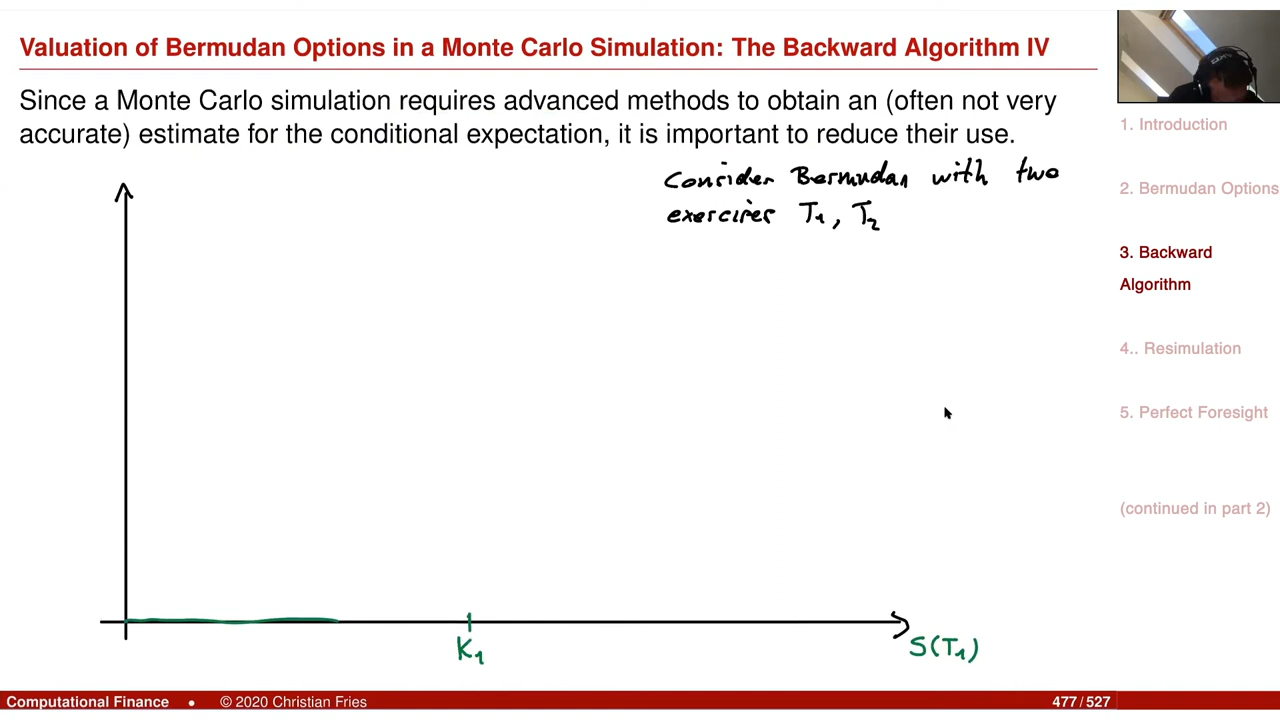 Valuation of Bermudan Options in a Monte Carlo Simulation: The Backward Algorithm IV
Since a Monte Carlo simulation requires advanced methods to obtain an (often not very
accurate) estimate for the conditional expectation, it is important to reduce their use.
Consider Bermudan with two
exercises T₁, T₂
K₁
S(T₁)
1. Introduction
2. Bermudan Options
3. Backward
Algorithm
4.. Resimulation
5. Perfect Foresight
(continued in part 2)
Computational Finance • © 2020 Christian Fries 477/527